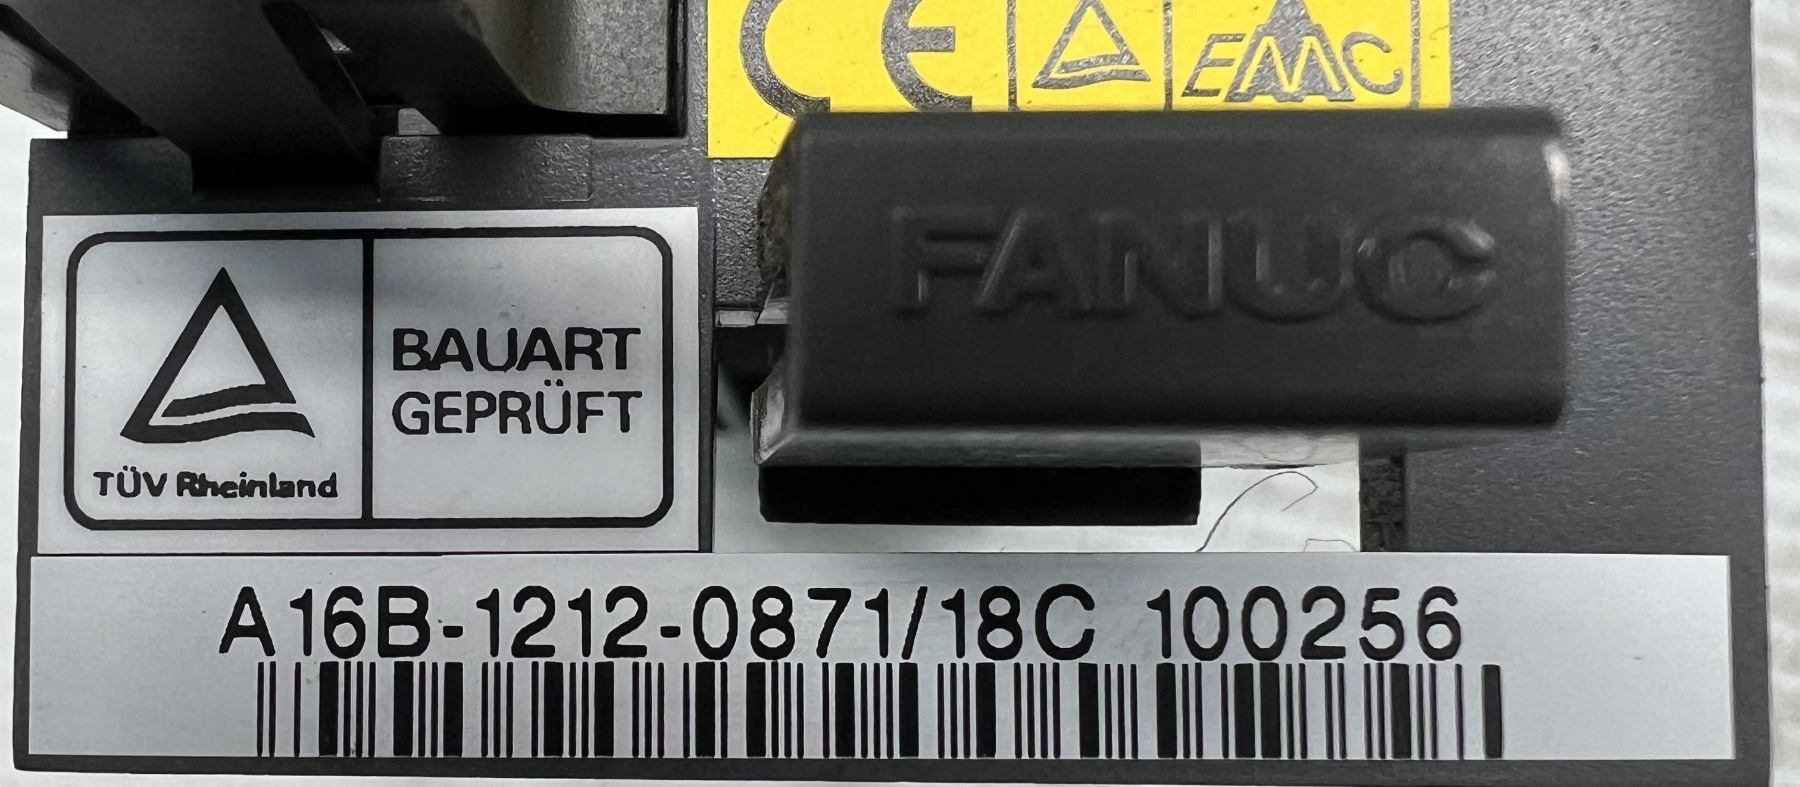 CE EMC
FANUC
BAUART
GEPRÜFT
TÜV Rheinland
A16B-1212-0871/18C 100256